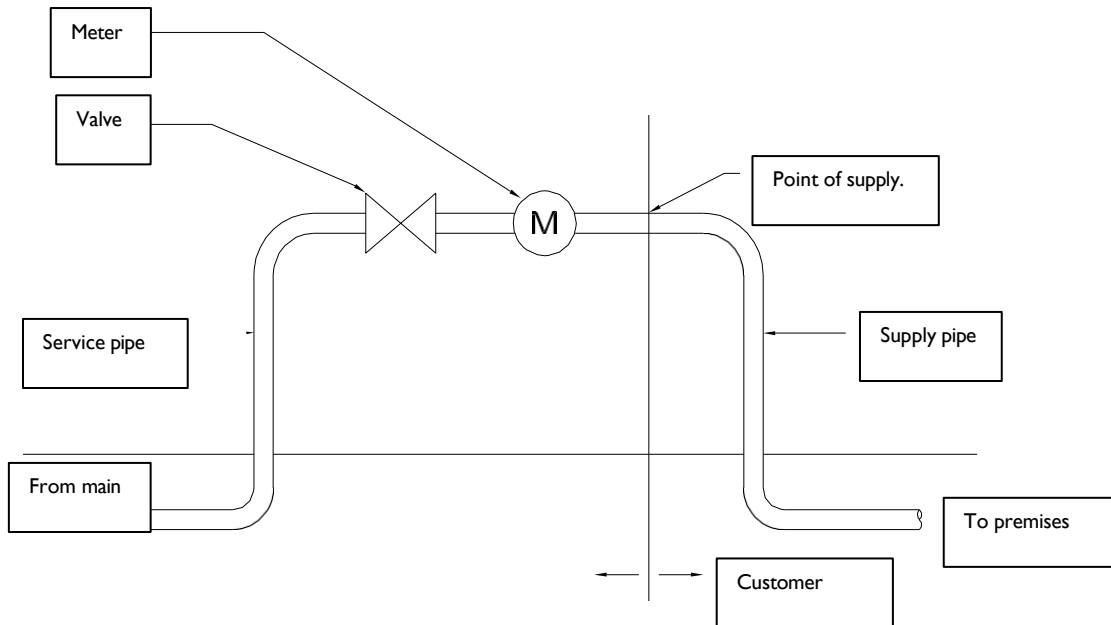 Meter
Valve
Point of supply.
M
Service pipe
Supply pipe
From main
To premises
Customer